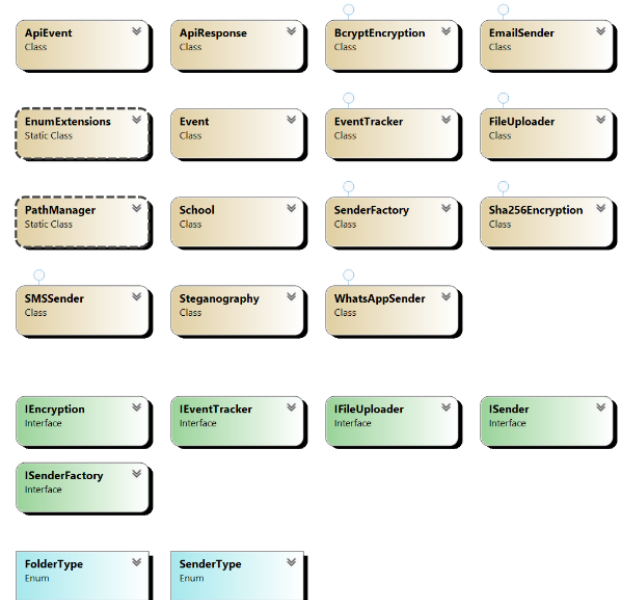 ApiEvent
Class
ApiResponse
Class
BcryptEncryption
Class
EmailSender
Class
EnumExtensions
Static Class
Event
Class
EventTracker
Class
FileUploader
Class
PathManager
Static Class
School
Class
SenderFactory
Class
Sha256Encryption
Class
SMSSender
Class
Steganography
Class
WhatsAppSender
Class
IEncryption
Interface
IEventTracker
Interface
IFileUploader
Interface
ISender
Interface
ISenderFactory
Interface
FolderType
Enum
SenderType
Enum